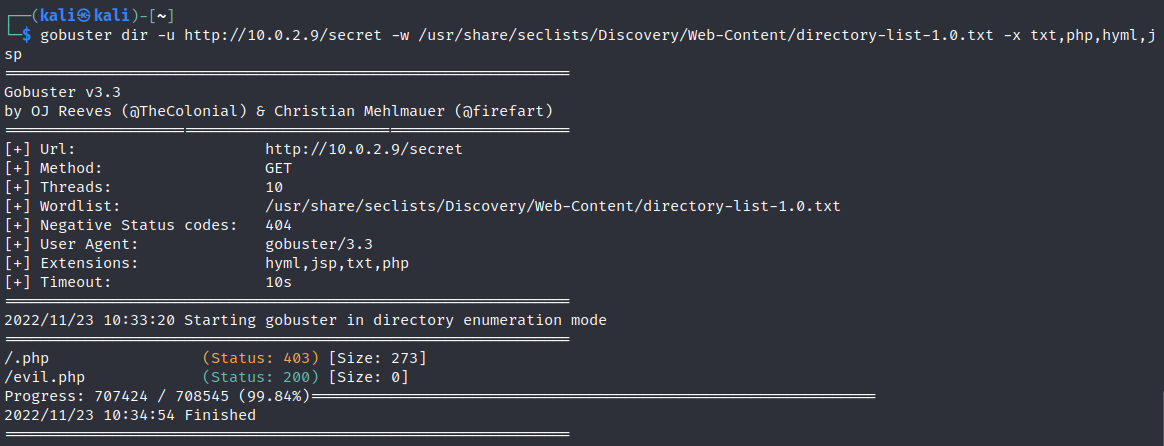 ┌──(kali㉿kali)-[~]
└─$ gobuster dir -u http://10.0.2.9/secret -w /usr/share/seclists/Discovery/Web-Content/directory-list-1.0.txt -x txt,php,hyml,j
sp
===============================================================
Gobuster v3.3
by OJ Reeves (@TheColonial) & Christian Mehlmauer (@firefart)
===============================================================
[+] Url:                     http://10.0.2.9/secret
[+] Method:                  GET
[+] Threads:                 10
[+] Wordlist:                /usr/share/seclists/Discovery/Web-Content/directory-list-1.0.txt
[+] Negative Status codes:   404
[+] User Agent:              gobuster/3.3
[+] Extensions:              hyml,jsp,txt,php
[+] Timeout:                 10s
===============================================================
2022/11/23 10:33:20 Starting gobuster in directory enumeration mode
===============================================================
/.php                 (Status: 403) [Size: 273]
/evil.php             (Status: 200) [Size: 0]
Progress: 707424 / 708545 (99.84%)===============================================================
2022/11/23 10:34:54 Finished
===============================================================